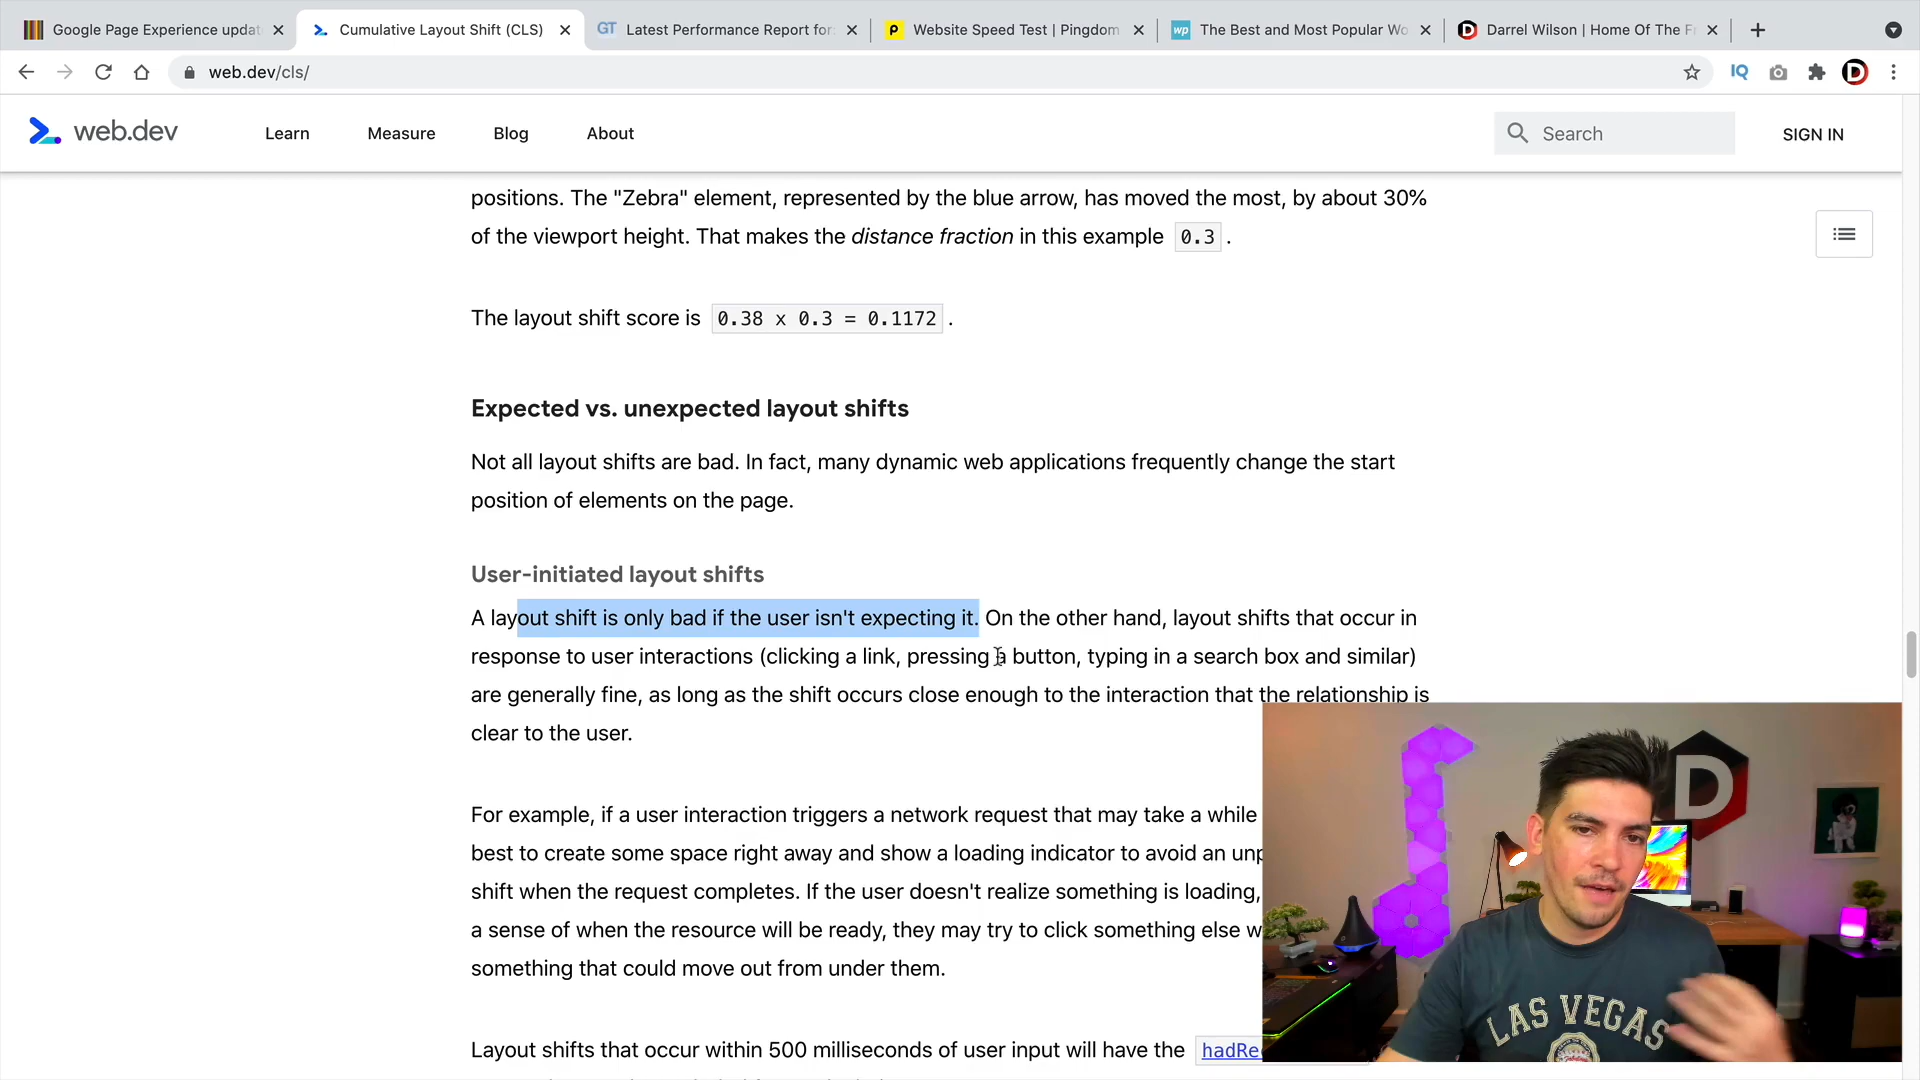 Google Page Experience updat
Cumulative Layout Shift (CLS)
GT
Latest Performance Report for:
Website Speed Test | Pingdom
wp
The Best and Most Popular Wo
Darrel Wilson | Home Of The F
web.dev/cls/
IQ
web.dev
Learn
Measure
Blog
About
Search
SIGN IN
positions. The "Zebra" element, represented by the blue arrow, has moved the most, by about 30%
of the viewport height. That makes the distance fraction in this example 0.3 .
The layout shift score is 0.38 x 0.3 = 0.1172 .
Expected vs. unexpected layout shifts
Not all layout shifts are bad. In fact, many dynamic web applications frequently change the start
position of elements on the page.
User-initiated layout shifts
A layout shift is only bad if the user isn't expecting it. On the other hand, layout shifts that occur in
response to user interactions (clicking a link, pressing a button, typing in a search box and similar)
are generally fine, as long as the shift occurs close enough to the interaction that the relationship is
clear to the user.
For example, if a user interaction triggers a network request that may take a while
best to create some space right away and show a loading indicator to avoid an unp
shift when the request completes. If the user doesn't realize something is loading,
a sense of when the resource will be ready, they may try to click something else w
something that could move out from under them.
Layout shifts that occur within 500 milliseconds of user input will have the hadRe
D
LAS VEGAS